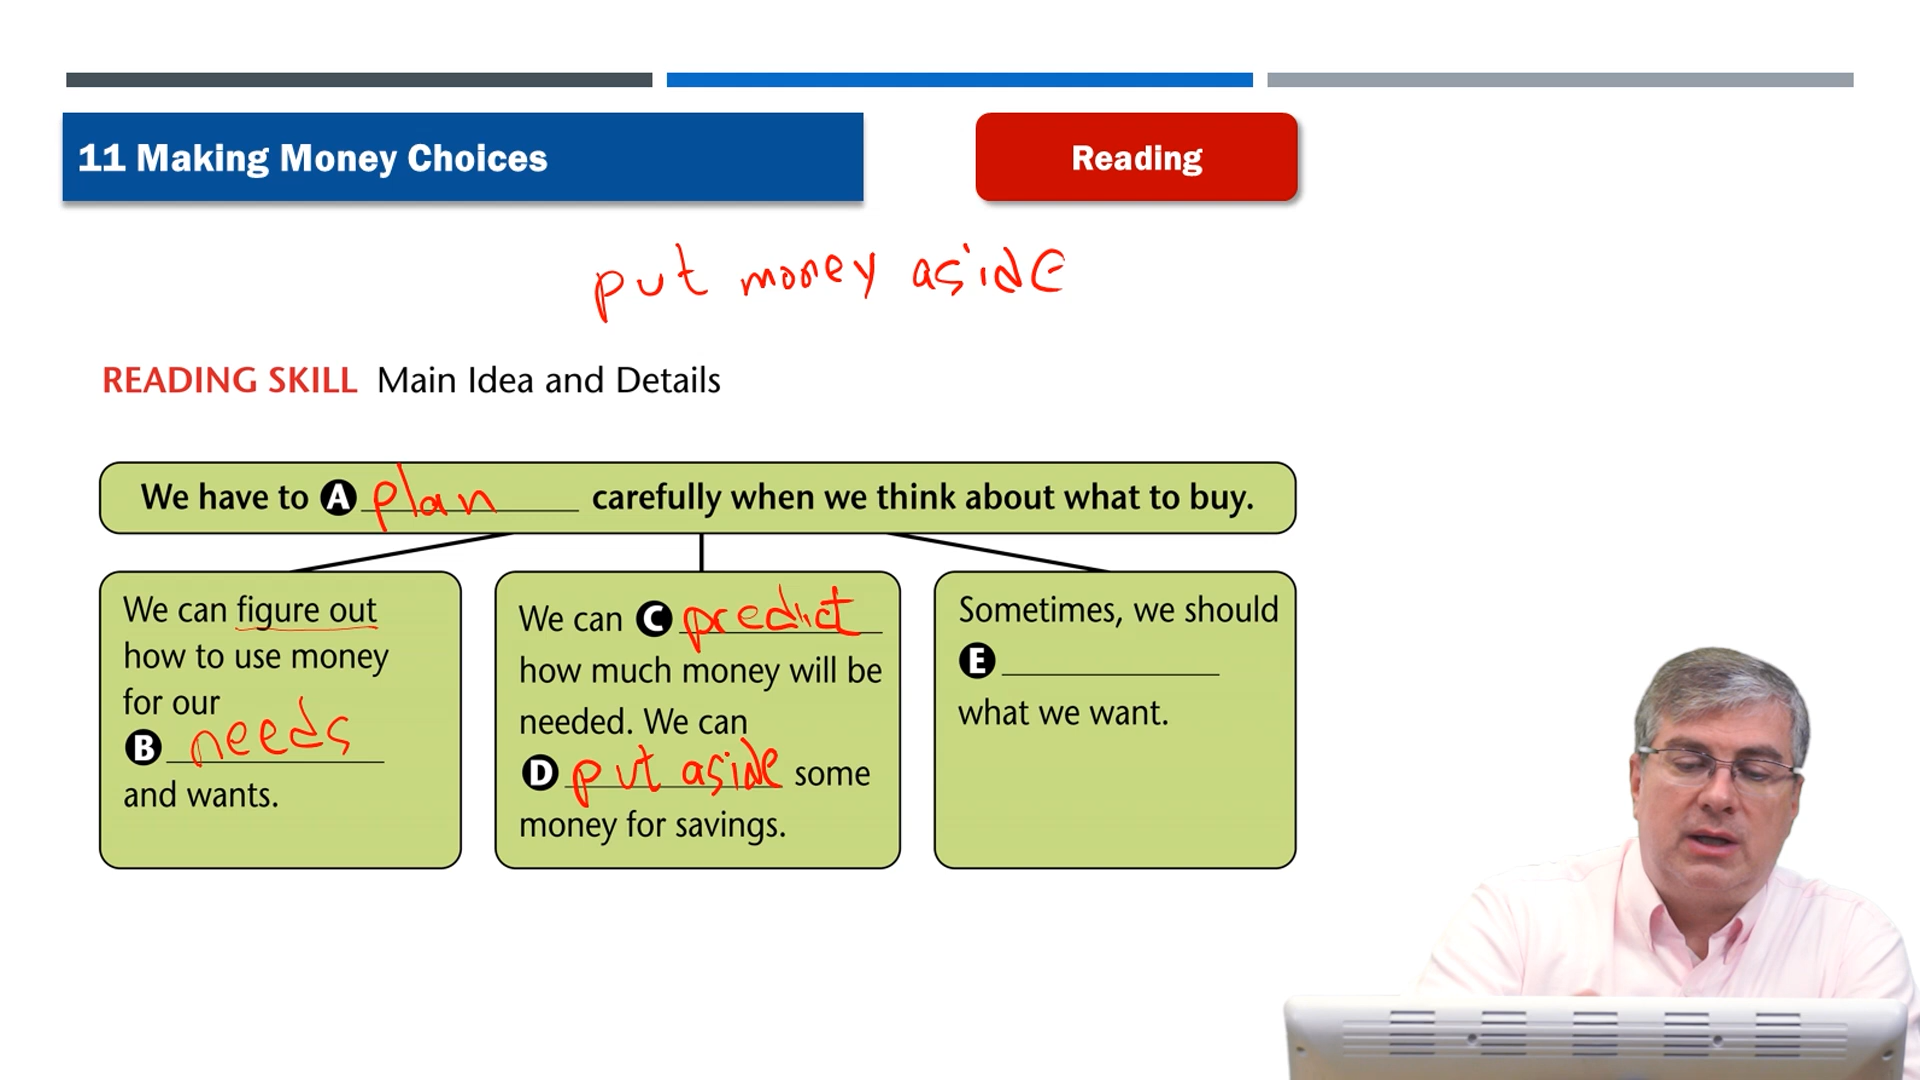 11 Making Money Choices
Reading
put money aside
READING SKILL Main Idea and Details
We have to A plan carefully when we think about what to buy.
We can figure out
how to use money
for our
B needs
and wants.
We can C predict
how much money will be
needed. We can
D put aside some
money for savings.
Sometimes, we should
E
what we want.